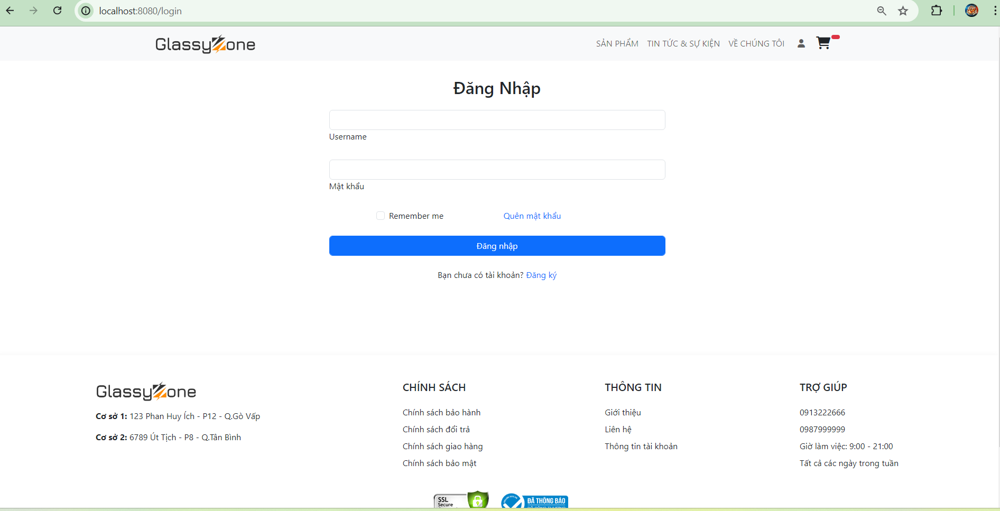 localhost:8080/login
GlassyZone
SẢN PHẨM TIN TỨC & SỰ KIỆN VỀ CHÚNG TÔI
Đăng Nhập
Username
Mật khẩu
Remember me Quên mật khẩu
Đăng nhập
Bạn chưa có tài khoản? Đăng ký
GlassyZone
Cơ sở 1: 123 Phan Huy Ích - P12 - Q.Gò Vấp
Cơ sở 2: 6789 Út Tịch - P8 - Q.Tân Bình
CHÍNH SÁCH
Chính sách bảo hành
Chính sách đổi trả
Chính sách giao hàng
Chính sách bảo mật
THÔNG TIN
Giới thiệu
Liên hệ
Thông tin tài khoản
TRỢ GIÚP
0913222666
0987999999
Giờ làm việc: 9:00 - 21:00
Tất cả các ngày trong tuần
SSL
Secure
ĐÃ THÔNG BÁO